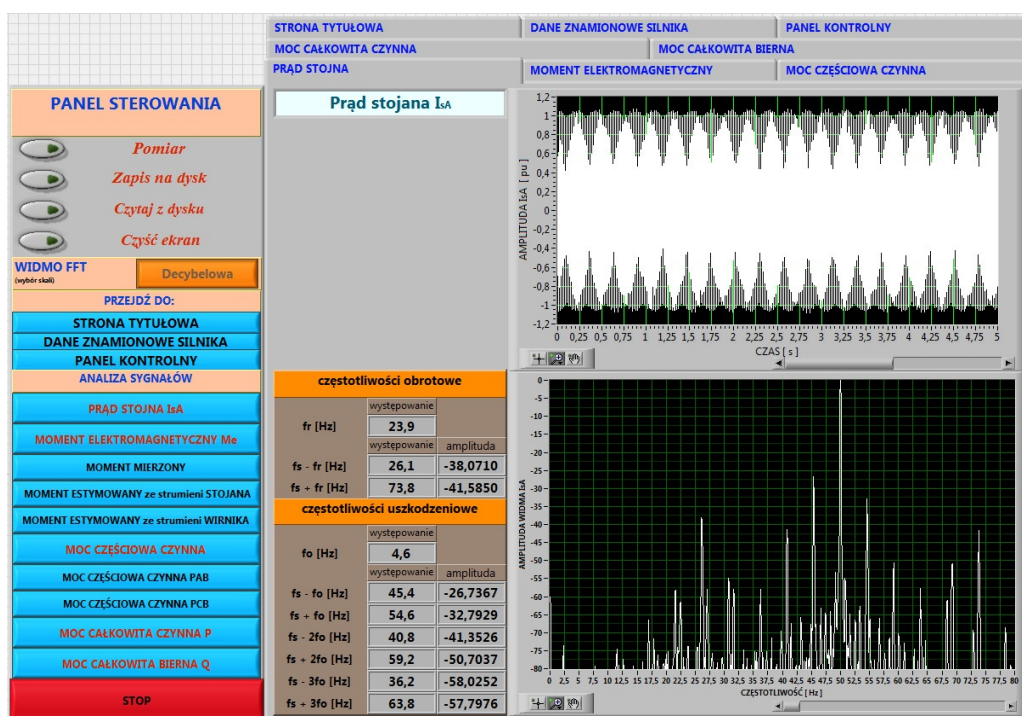 STRONA TYTUŁOWA
DANE ZNAMIONOWE SILNIKA
PANEL KONTROLNY
MOC CAŁKOWITA CZYNNA
MOC CAŁKOWITA BIERNA
PRĄD STOJNA
MOMENT ELEKTROMAGNETYCZNY
MOC CZĘŚCIOWA CZYNNA
PANEL STEROWANIA
Pomiar
Zapis na dysk
Czytaj z dysku
Czyść ekran
WIDMO FFT
(wybór skali)
Decybelowa
PRZEJDŹ DO:
STRONA TYTUŁOWA
DANE ZNAMIONOWE SILNIKA
PANEL KONTROLNY
ANALIZA SYGNAŁÓW
PRĄD STOJNA IsA
MOMENT ELEKTROMAGNETYCZNY Me
MOMENT MIERZONY
MOMENT ESTYMOWANY ze strumieni STOJANA
MOMENT ESTYMOWANY ze strumieni WIRNIKA
MOC CZĘŚCIOWA CZYNNA
MOC CZĘŚCIOWA CZYNNA PAB
MOC CZĘŚCIOWA CZYNNA PCB
MOC CAŁKOWITA CZYNNA P
MOC CAŁKOWITA BIERNA Q
STOP
Prąd stojana IsA
AMPLITUDA IsA [ pu ]
1,2
1
0,8
0,6
0,4
0,2
0
-0,2
-0,4
-0,6
-0,8
-1
-1,2
0 0,25 0,5 0,75 1 1,25 1,5 1,75 2 2,25 2,5 2,75 3 3,25 3,5 3,75 4 4,25 4,5 4,75 5
CZAS [ s ]
częstotliwości obrotowe
występowanie
fr [Hz] 23,9
występowanie amplituda
fs - fr [Hz] 26,1 -38,0710
fs + fr [Hz] 73,8 -41,5850
częstotliwości uszkodzeniowe
występowanie
fo [Hz] 4,6
występowanie amplituda
fs - fo [Hz] 45,4 -26,7367
fs + fo [Hz] 54,6 -32,7929
fs - 2fo [Hz] 40,8 -41,3526
fs + 2fo [Hz] 59,2 -50,7037
fs - 3fo [Hz] 36,2 -58,0252
fs + 3fo [Hz] 63,8 -57,7976
AMPLITUDA WIDMA IsA
0
-5
-10
-15
-20
-25
-30
-35
-40
-45
-50
-55
-60
-65
-70
-75
-80
0 2,5 5 7,5 10 12,5 15 17,5 20 22,5 25 27,5 30 32,5 35 37,5 40 42,5 45 47,5 50 52,5 55 57,5 60 62,5 65 67,5 70 72,5 75 77,5 80
CZĘSTOTLIWOŚĆ [ Hz ]